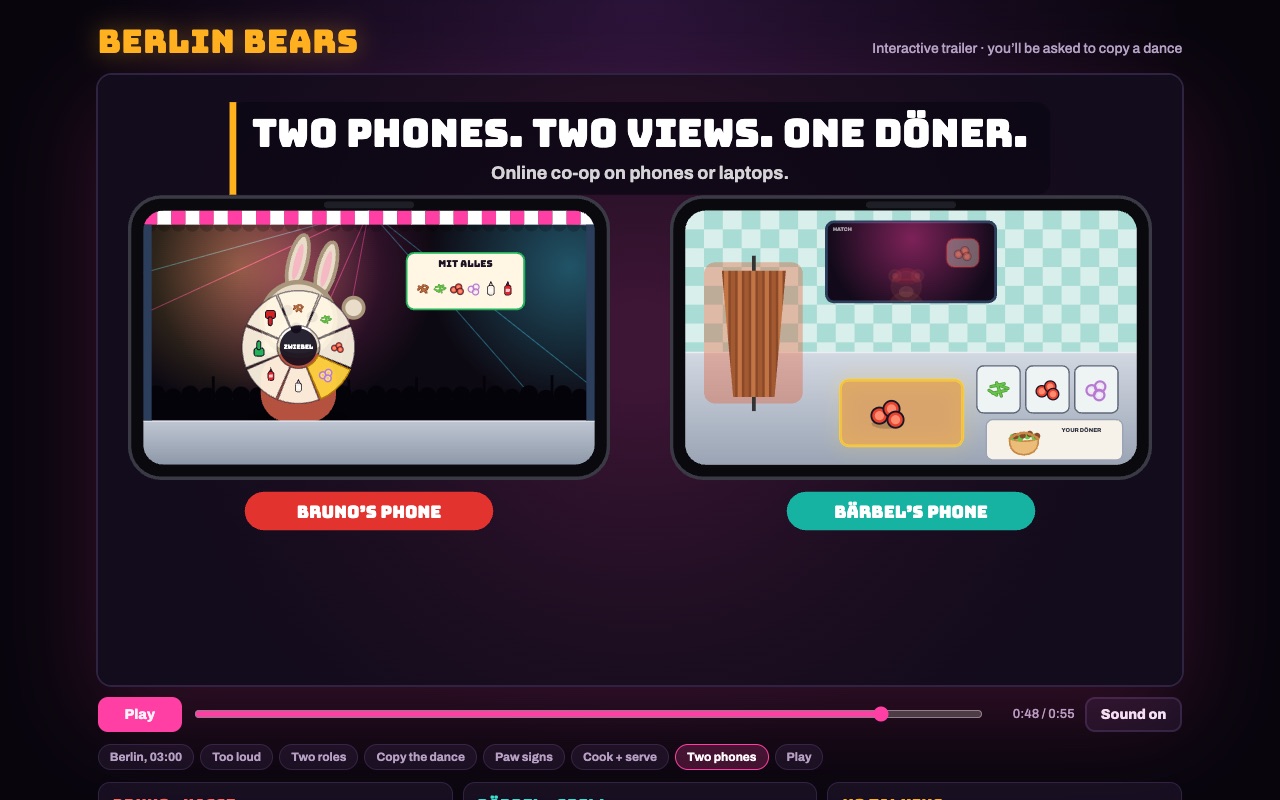 BERLIN BEARS
Interactive trailer · you'll be asked to copy a dance
TWO PHONES. TWO VIEWS. ONE DÖNER.
Online co-op on phones or laptops.
MIT ALLES
ZWIEBEL
HATCH
YOUR DÖNER
BRUNO'S PHONE
BÄRBEL'S PHONE
Play
0:48 / 0:55
Sound on
Berlin, 03:00
Too loud
Two roles
Copy the dance
Paw signs
Cook + serve
Two phones
Play